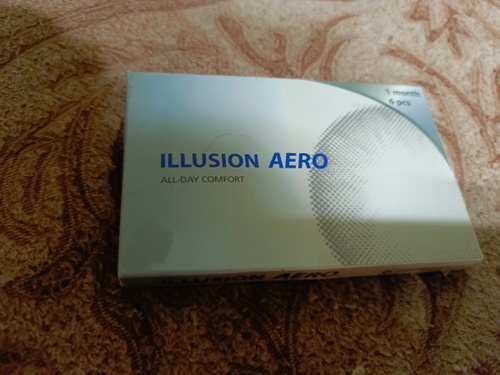 1 month
6 pcs
ILLUSION AERO
ALL-DAY COMFORT
ILLUSION AERO